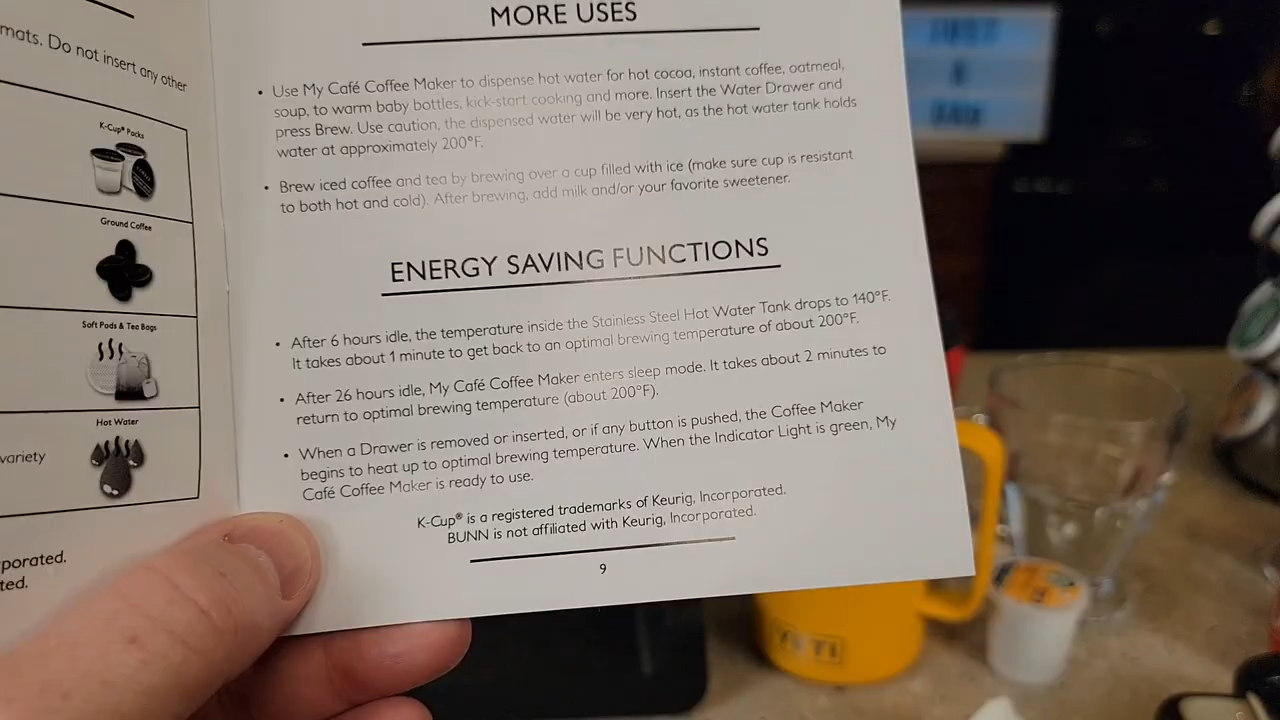 mats. Do not insert any other
K-Cup® Packs
Ground Coffee
Soft Pods & Tea Bags
Hot Water
variety
porated.
ted.
MORE USES
• Use My Café Coffee Maker to dispense hot water for hot cocoa, instant coffee, oatmeal,
soup, to warm baby bottles, kick-start cooking and more. Insert the Water Drawer and
press Brew. Use caution, the dispensed water will be very hot, as the hot water tank holds
water at approximately 200°F.
• Brew iced coffee and tea by brewing over a cup filled with ice (make sure cup is resistant
to both hot and cold). After brewing, add milk and/or your favorite sweetener.
ENERGY SAVING FUNCTIONS
• After 6 hours idle, the temperature inside the Stainless Steel Hot Water Tank drops to 140°F.
It takes about 1 minute to get back to an optimal brewing temperature of about 200°F.
• After 26 hours idle, My Café Coffee Maker enters sleep mode. It takes about 2 minutes to
return to optimal brewing temperature (about 200°F).
• When a Drawer is removed or inserted, or if any button is pushed, the Coffee Maker
begins to heat up to optimal brewing temperature. When the Indicator Light is green, My
Café Coffee Maker is ready to use.
K-Cup® is a registered trademarks of Keurig, Incorporated.
BUNN is not affiliated with Keurig, Incorporated.
9
YETI